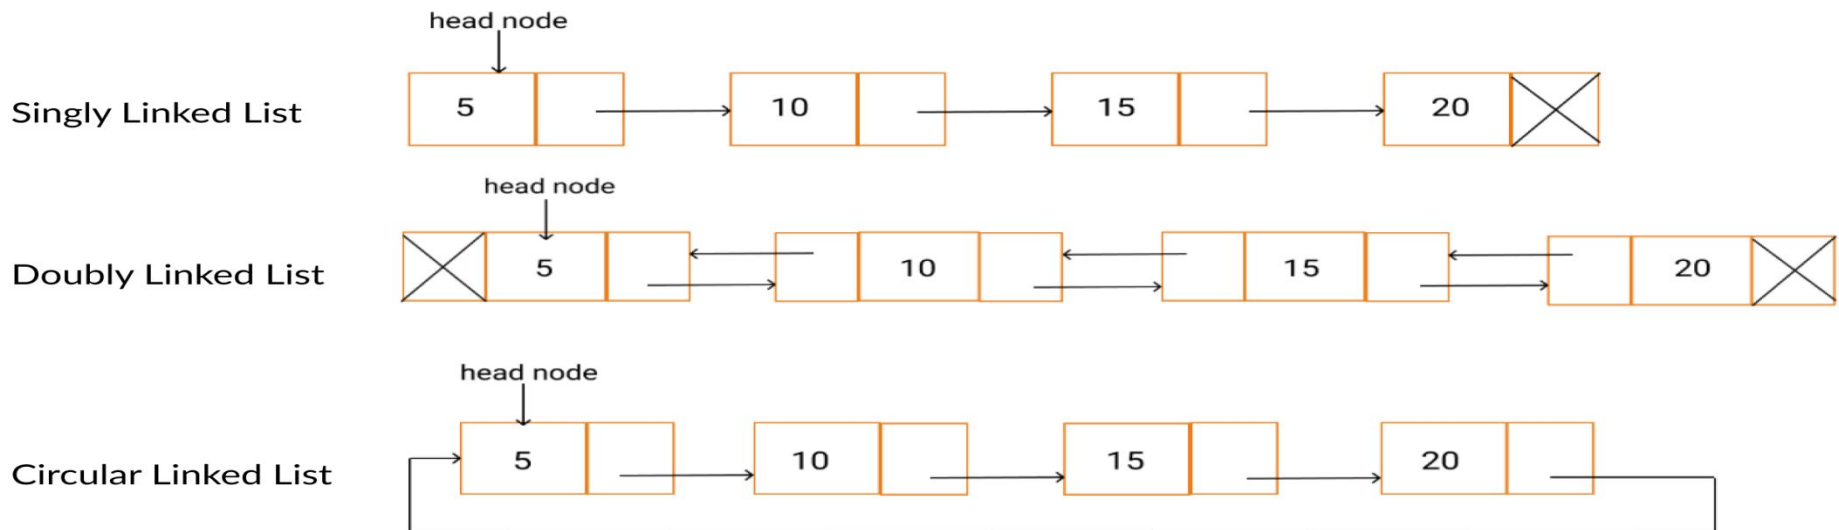 head node
Singly Linked List 5 10 15 20
head node
Doubly Linked List 5 10 15 20
head node
Circular Linked List 5 10 15 20